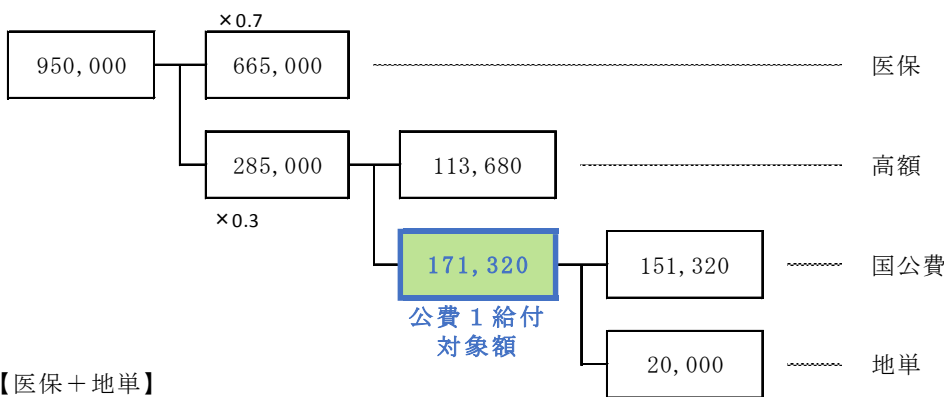 ×0.7
950,000
665,000
医保
285,000
113,680
高額
×0.3
171,320
151,320
国公費
公費1給付
対象額
20,000
地単
【医保+地単】